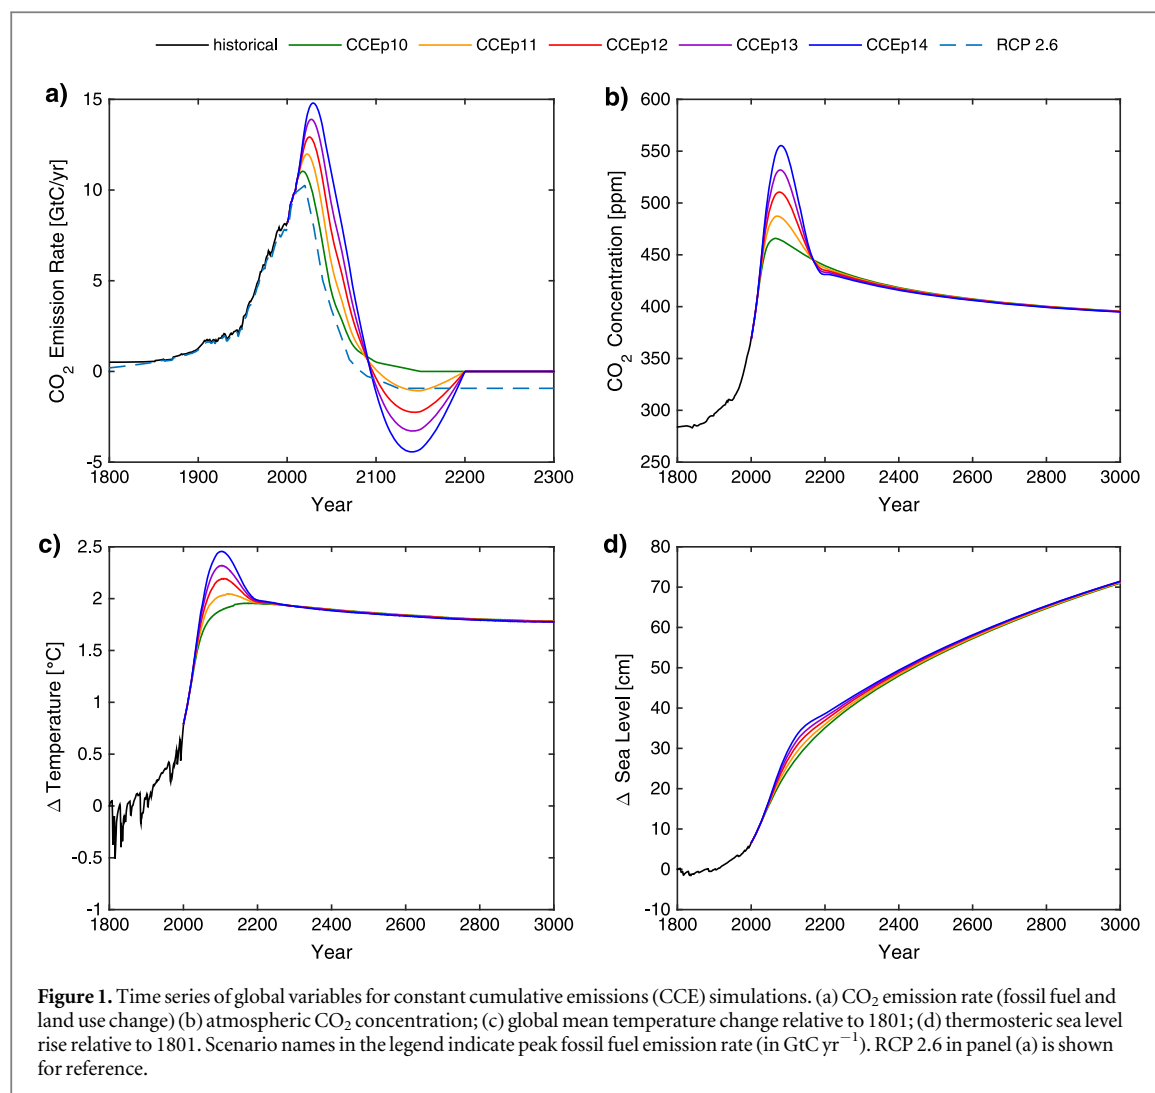 historical CCEp10 CCEp11 CCEp12 CCEp13 CCEp14 RCP 2.6
a)
15
10
5
0
-5
1800 1900 2000 2100 2200 2300
Year
CO2 Emission Rate [GtC/yr]
b)
600
550
500
450
400
350
300
250
1800 2000 2200 2400 2600 2800 3000
Year
CO2 Concentration [ppm]
c)
2.5
2
1.5
1
0.5
0
-0.5
-1
1800 2000 2200 2400 2600 2800 3000
Year
Δ Temperature [°C]
d)
80
70
60
50
40
30
20
10
0
-10
1800 2000 2200 2400 2600 2800 3000
Year
Δ Sea Level [cm]
Figure 1. Time series of global variables for constant cumulative emissions (CCE) simulations. (a) CO2 emission rate (fossil fuel and
land use change) (b) atmospheric CO2 concentration; (c) global mean temperature change relative to 1801; (d) thermosteric sea level
rise relative to 1801. Scenario names in the legend indicate peak fossil fuel emission rate (in GtC yr−1). RCP 2.6 in panel (a) is shown
for reference.